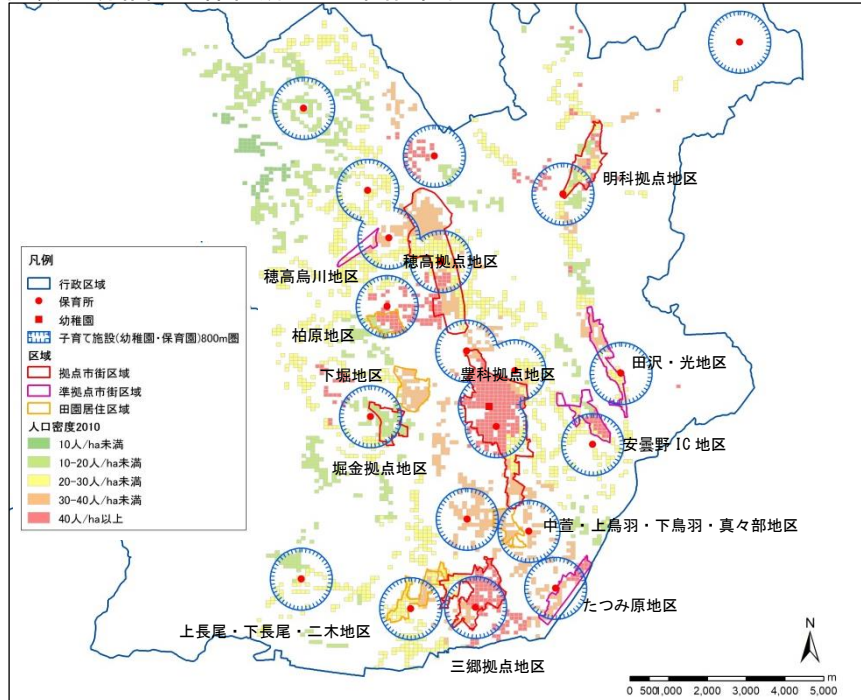 明科拠点地区
穂高拠点地区
穂高烏川地区
柏原地区
田沢・光地区
下堀地区
豊科拠点地区
安曇野 IC 地区
堀金拠点地区
中萱・上鳥羽・下鳥羽・真々部地区
たつみ原地区
上長尾・下長尾・二木地区
三郷拠点地区
凡例
行政区域
保育所
幼稚園
子育て施設(幼稚園・保育園)800m圏
区域
拠点市街区域
準拠点市街区域
田園居住区域
人口密度2010
10人/ha未満
10-20人/ha未満
20-30人/ha未満
30-40人/ha未満
40人/ha以上
N
m
0 500 1,000 2,000 3,000 4,000 5,000